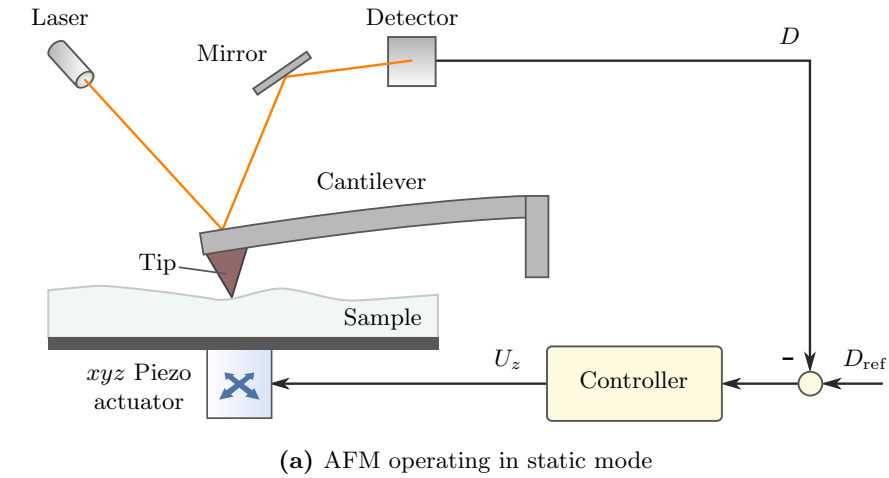 Laser
Detector
Mirror
D
Cantilever
Tip
Sample
xyz Piezo
actuator
U_z
Controller
-
D_ref
(a) AFM operating in static mode